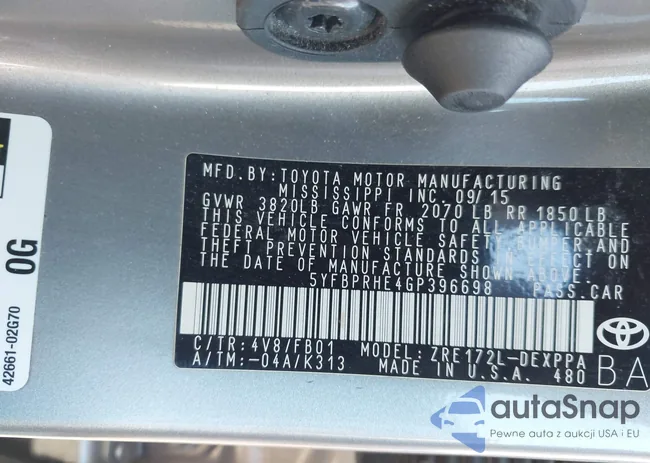 MFD. BY: TOYOTA MOTOR MANUFACTURING
MISSISSIPPI INC. 09/15
GVWR 3820LB GAWR FR 2070 LB RR 1850 LB
THIS VEHICLE CONFORMS TO ALL APPLICABLE
FEDERAL MOTOR VEHICLE SAFETY, BUMPER AND
THEFT PREVENTION STANDARDS IN EFFECT ON
THE DATE OF MANUFACTURE SHOWN ABOVE.
5YFBPRHE4GP396698 PASS.CAR
C/TR: 4V8/FB01 MODEL: ZRE172L-DEXPPA
A/TM: -04A/K313 MADE IN U.S.A. 480
BA
0G
42661-02G70
autaSnap
Pewne auta z aukcji USA i EU